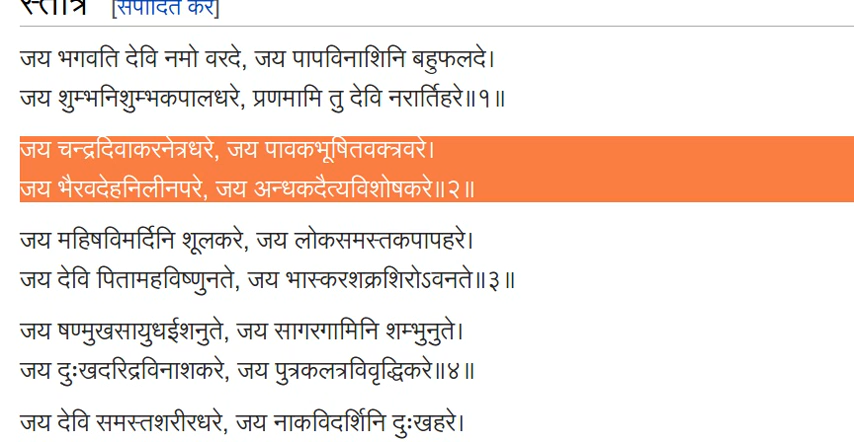 स्तोत्र [संपादित करें]
जय भगवति देवि नमो वरदे, जय पापविनाशिनि बहुफलदे।
जय शुम्भनिशुम्भकपालधरे, प्रणमामि तु देवि नरार्तिहरे॥१॥
जय चन्द्रदिवाकरनेत्रधरे, जय पावकभूषितवक्त्रवरे।
जय भैरवदेहनिलीनपरे, जय अन्धकदैत्यविशोषकरे॥२॥
जय महिषविमर्दिनि शूलकरे, जय लोकसमस्तकपापहरे।
जय देवि पितामहविष्णुनते, जय भास्करशक्रशिरोऽवनते॥३॥
जय षण्मुखसायुधईशनुते, जय सागरगामिनि शम्भुनुते।
जय दुःखदरिद्रविनाशकरे, जय पुत्रकलत्रविवृद्धिकरे॥४॥
जय देवि समस्तशरीरधरे, जय नाकविदर्शिनि दुःखहरे।